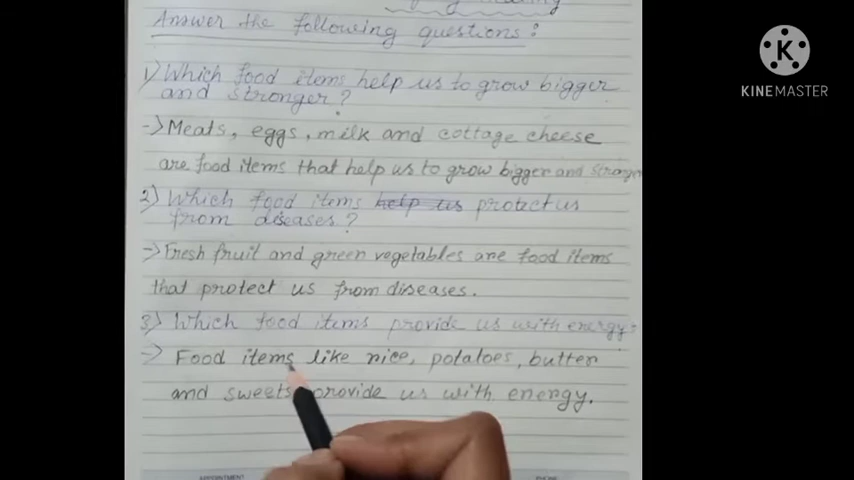 Answer the following questions:
1) Which food items help us to grow bigger
and stronger?
-> Meats, eggs, milk and cottage cheese
are food items that help us to grow bigger and stronger
2) Which food items help us protect us
from diseases?
-> Fresh fruit and green vegetables are food items
that protect us from diseases.
3) Which food items provide us with energy?
-> Food items like rice, potatoes, butter
and sweets provide us with energy.
K
KINEMASTER